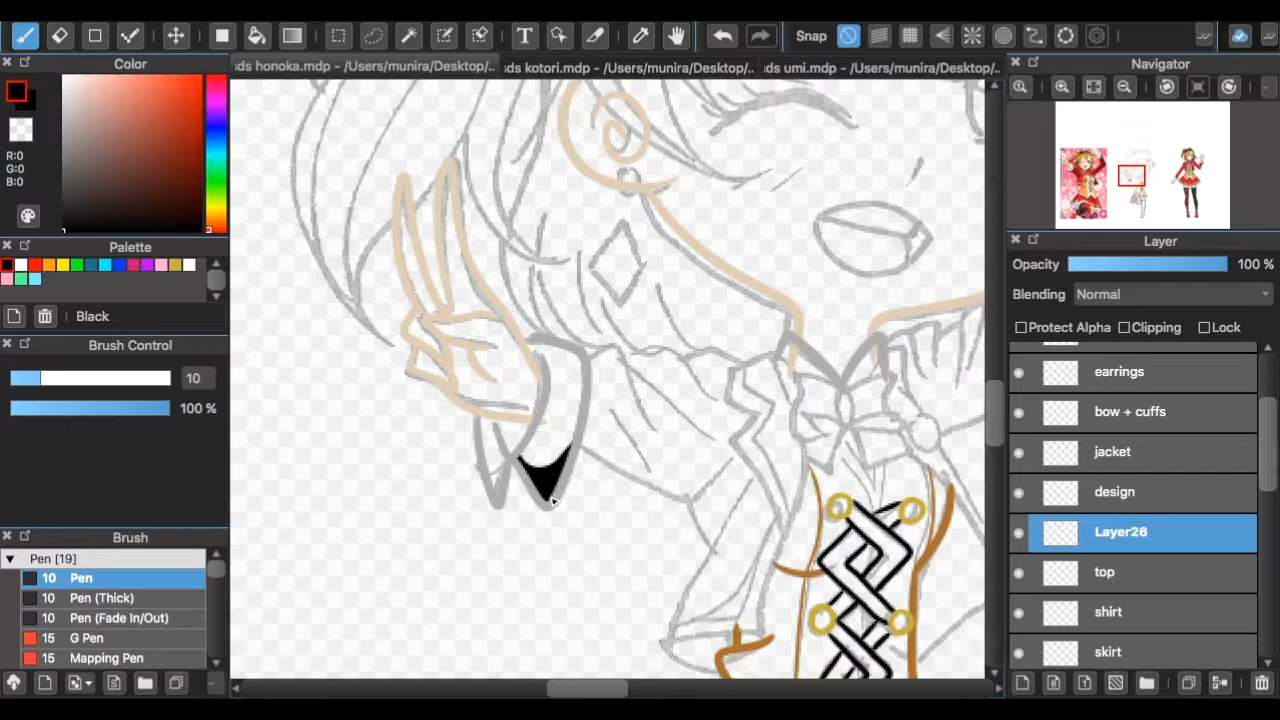 Snap
Color
ds honoka.mdp - /Users/munira/Desktop/...
ds kotori.mdp - /Users/munira/Desktop/..
ds umi.mdp - /Users/munira/Desktop/...
Navigator
R:0
G:0
B:0
Palette
Black
Brush Control
10
100 %
Brush
Pen [19]
10 Pen
10 Pen (Thick)
10 Pen (Fade In/Out)
15 G Pen
15 Mapping Pen
Layer
Opacity 100 %
Blending Normal
Protect Alpha Clipping Lock
earrings
bow + cuffs
jacket
design
Layer26
top
shirt
skirt